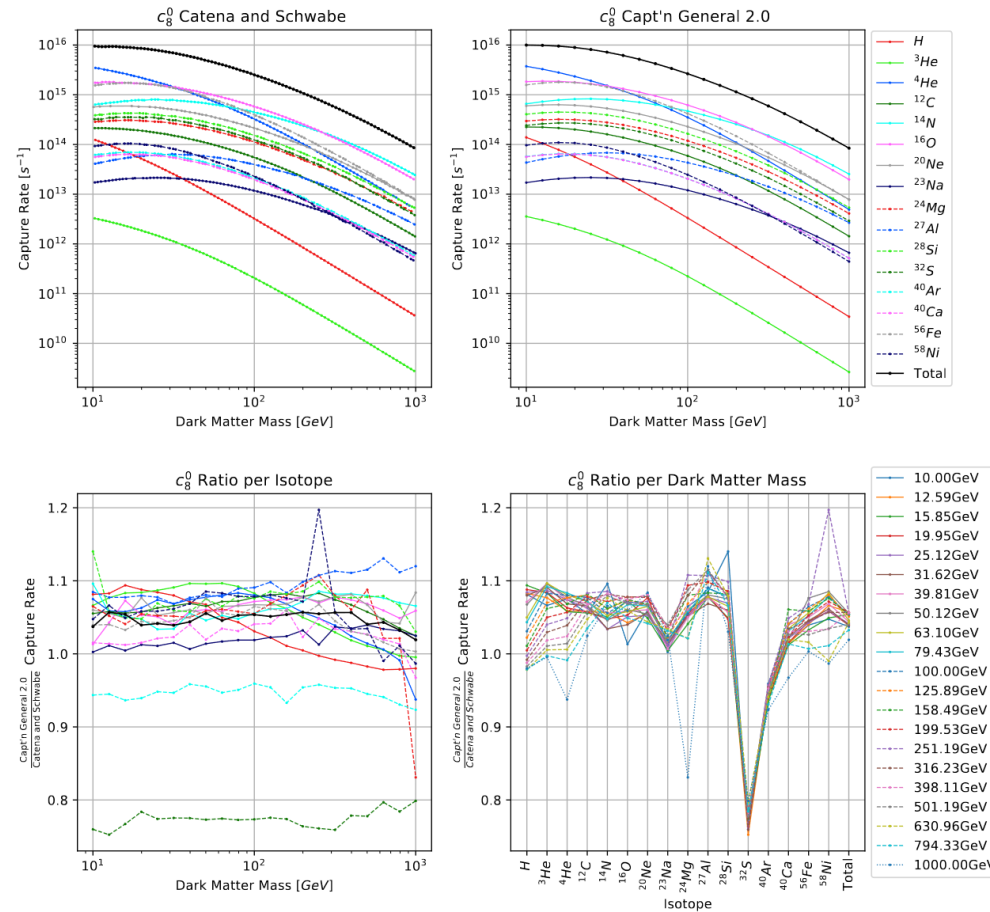 c₈⁰ Catena and Schwabe
10¹⁶
10¹⁵
10¹⁴
10¹³
10¹²
10¹¹
10¹⁰
Capture Rate [s⁻¹]
10¹
10²
10³
Dark Matter Mass [GeV]
c₈⁰ Capt'n General 2.0
10¹⁶
10¹⁵
10¹⁴
10¹³
10¹²
10¹¹
10¹⁰
Capture Rate [s⁻¹]
10¹
10²
10³
Dark Matter Mass [GeV]
H
³He
⁴He
¹²C
¹⁴N
¹⁶O
²⁰Ne
²³Na
²⁴Mg
²⁷Al
²⁸Si
³²S
⁴⁰Ar
⁴⁰Ca
⁵⁶Fe
⁵⁸Ni
Total
c₈⁰ Ratio per Isotope
1.2
1.1
1.0
0.9
0.8
Capt'n General 2.0
Catena and Schwabe
Capture Rate
10¹
10²
10³
Dark Matter Mass [GeV]
c₈⁰ Ratio per Dark Matter Mass
1.2
1.1
1.0
0.9
0.8
Capt'n General 2.0
Catena and Schwabe
Capture Rate
H
³He
⁴He
¹²C
¹⁴N
¹⁶O
²⁰Ne
²³Na
²⁴Mg
²⁷Al
²⁸Si
³²S
⁴⁰Ar
⁴⁰Ca
⁵⁶Fe
⁵⁸Ni
Total
Isotope
10.00GeV
12.59GeV
15.85GeV
19.95GeV
25.12GeV
31.62GeV
39.81GeV
50.12GeV
63.10GeV
79.43GeV
100.00GeV
125.89GeV
158.49GeV
199.53GeV
251.19GeV
316.23GeV
398.11GeV
501.19GeV
630.96GeV
794.33GeV
1000.00GeV